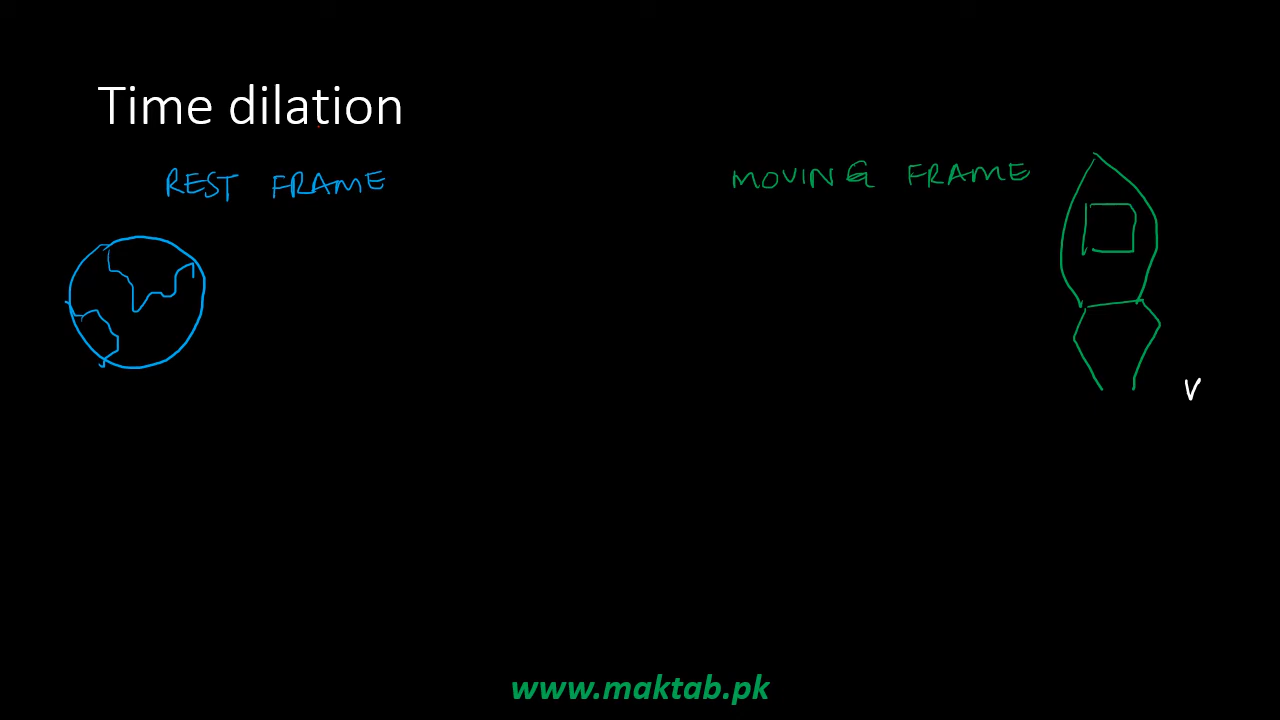 Time dilation
REST FRAME
MOVING FRAME
V
www.maktab.pk